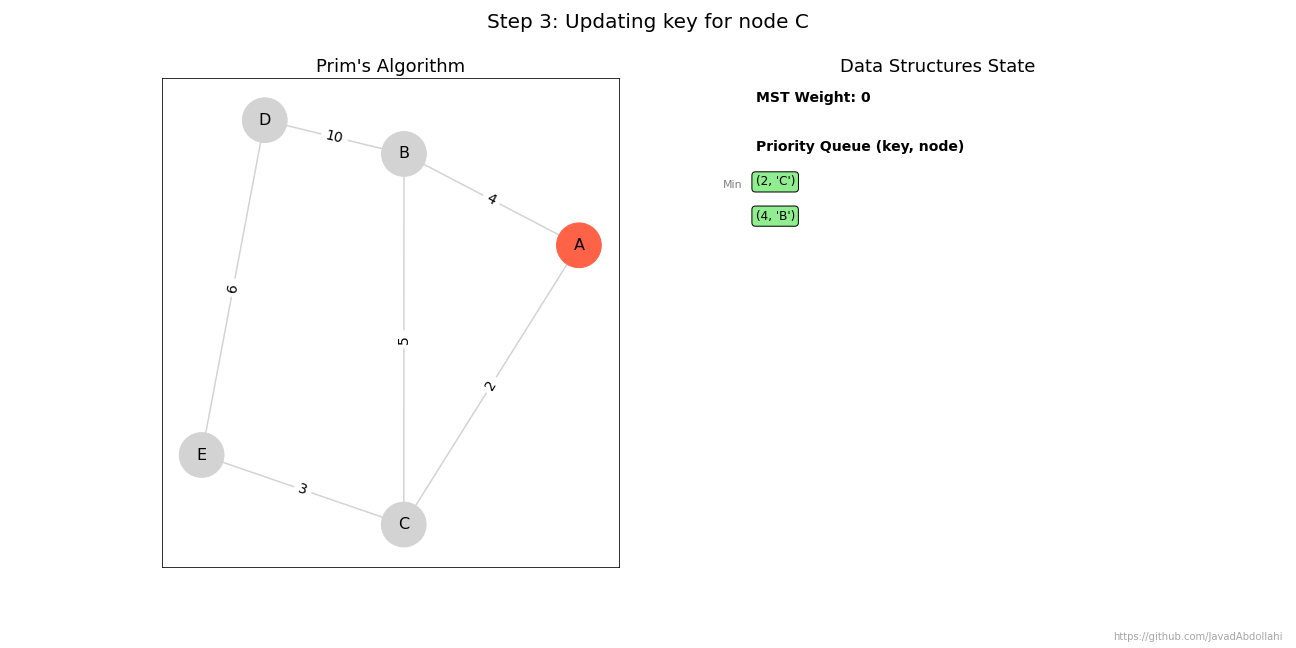 Step 3: Updating key for node C
Prim's Algorithm
D
10
B
4
A
6
5
2
E
3
C
Data Structures State
MST Weight: 0
Priority Queue (key, node)
Min
(2, 'C')
(4, 'B')
https://github.com/JavadAbdollahi